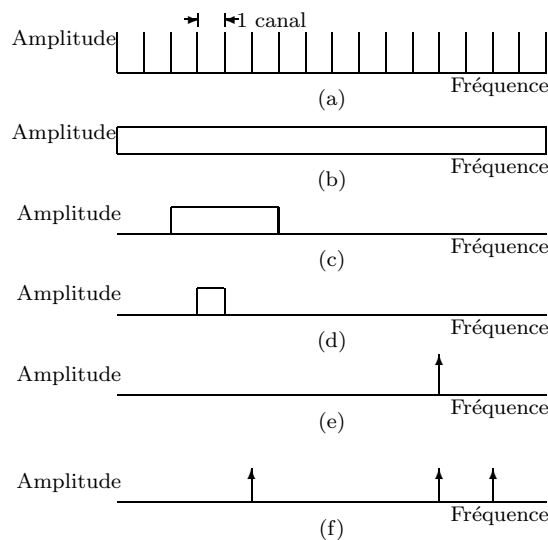 1 canal
Amplitude
Fréquence
(a)
Amplitude
Fréquence
(b)
Amplitude
Fréquence
(c)
Amplitude
Fréquence
(d)
Amplitude
Fréquence
(e)
Amplitude
Fréquence
(f)